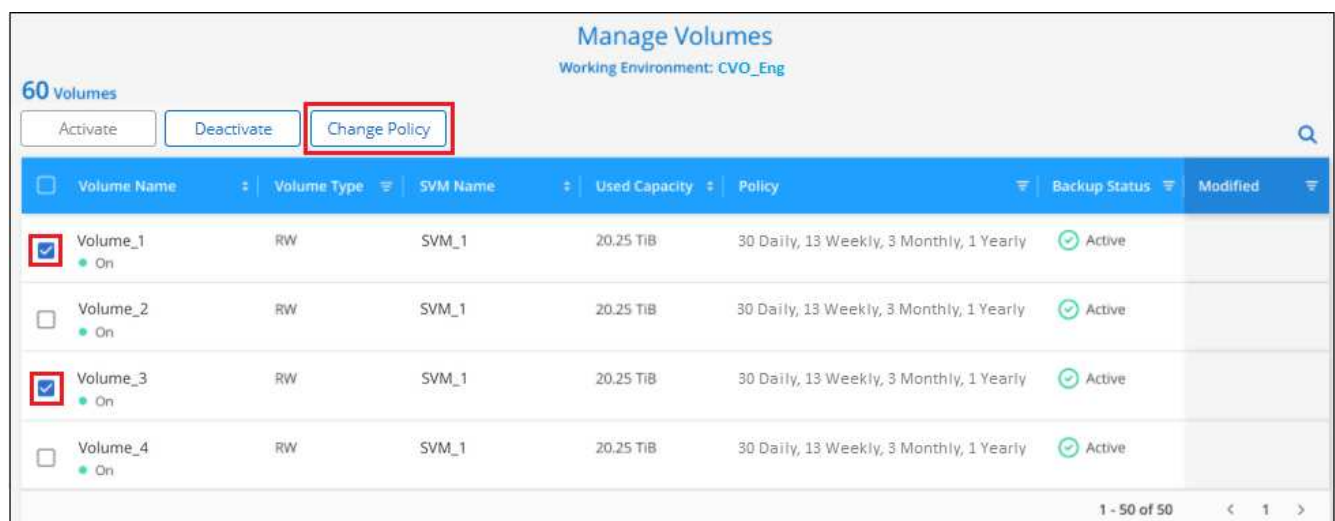 Manage Volumes
Working Environment: CVO_Eng
60 Volumes
Activate Deactivate Change Policy
Volume Name Volume Type SVM Name Used Capacity Policy Backup Status Modified
Volume_1 RW SVM_1 20.25 TiB 30 Daily, 13 Weekly, 3 Monthly, 1 Yearly Active
On
Volume_2 RW SVM_1 20.25 TiB 30 Daily, 13 Weekly, 3 Monthly, 1 Yearly Active
On
Volume_3 RW SVM_1 20.25 TiB 30 Daily, 13 Weekly, 3 Monthly, 1 Yearly Active
On
Volume_4 RW SVM_1 20.25 TiB 30 Daily, 13 Weekly, 3 Monthly, 1 Yearly Active
On
1 - 50 of 50 < 1 >